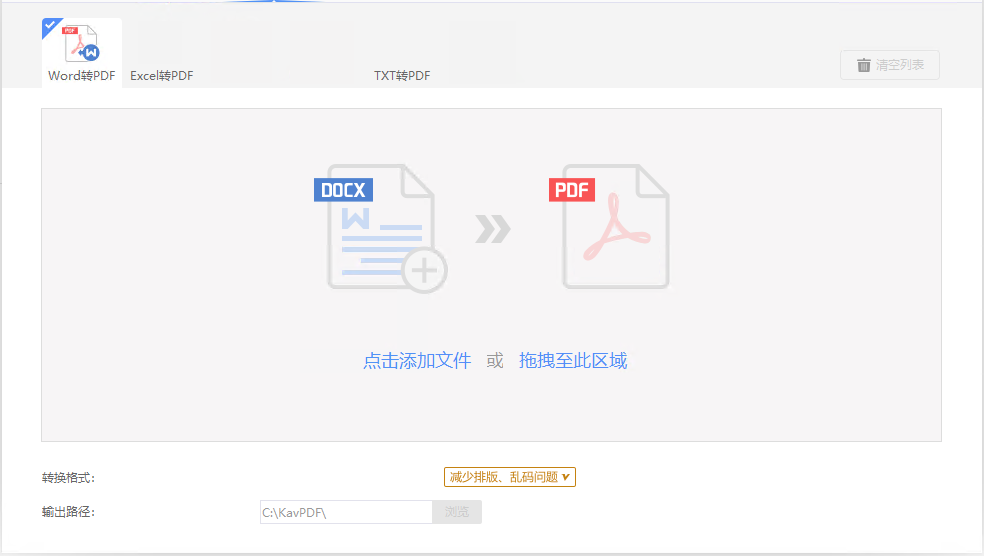 PDF
W
Word转PDF Excel转PDF TXT转PDF
清空列表
DOCX
W
PDF
点击添加文件 或 拖拽至此区域
转换格式：
减少排版、乱码问题
输出路径：
C:\KavPDF\ 浏览